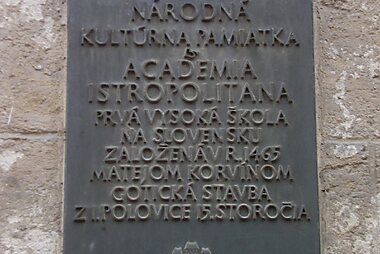 NÁRODNÁ
KULTÚRNA PAMIATKA
ACADEMIA
ISTROPOLITANA
PRVÁ VYSOKÁ ŠKOLA
NA SLOVENSKU
ZALOŽENÁ V R. 1465
MATEJOM KORVÍNOM
GOTICKÁ STAVBA
Z I. POLOVICE 15. STOROČIA